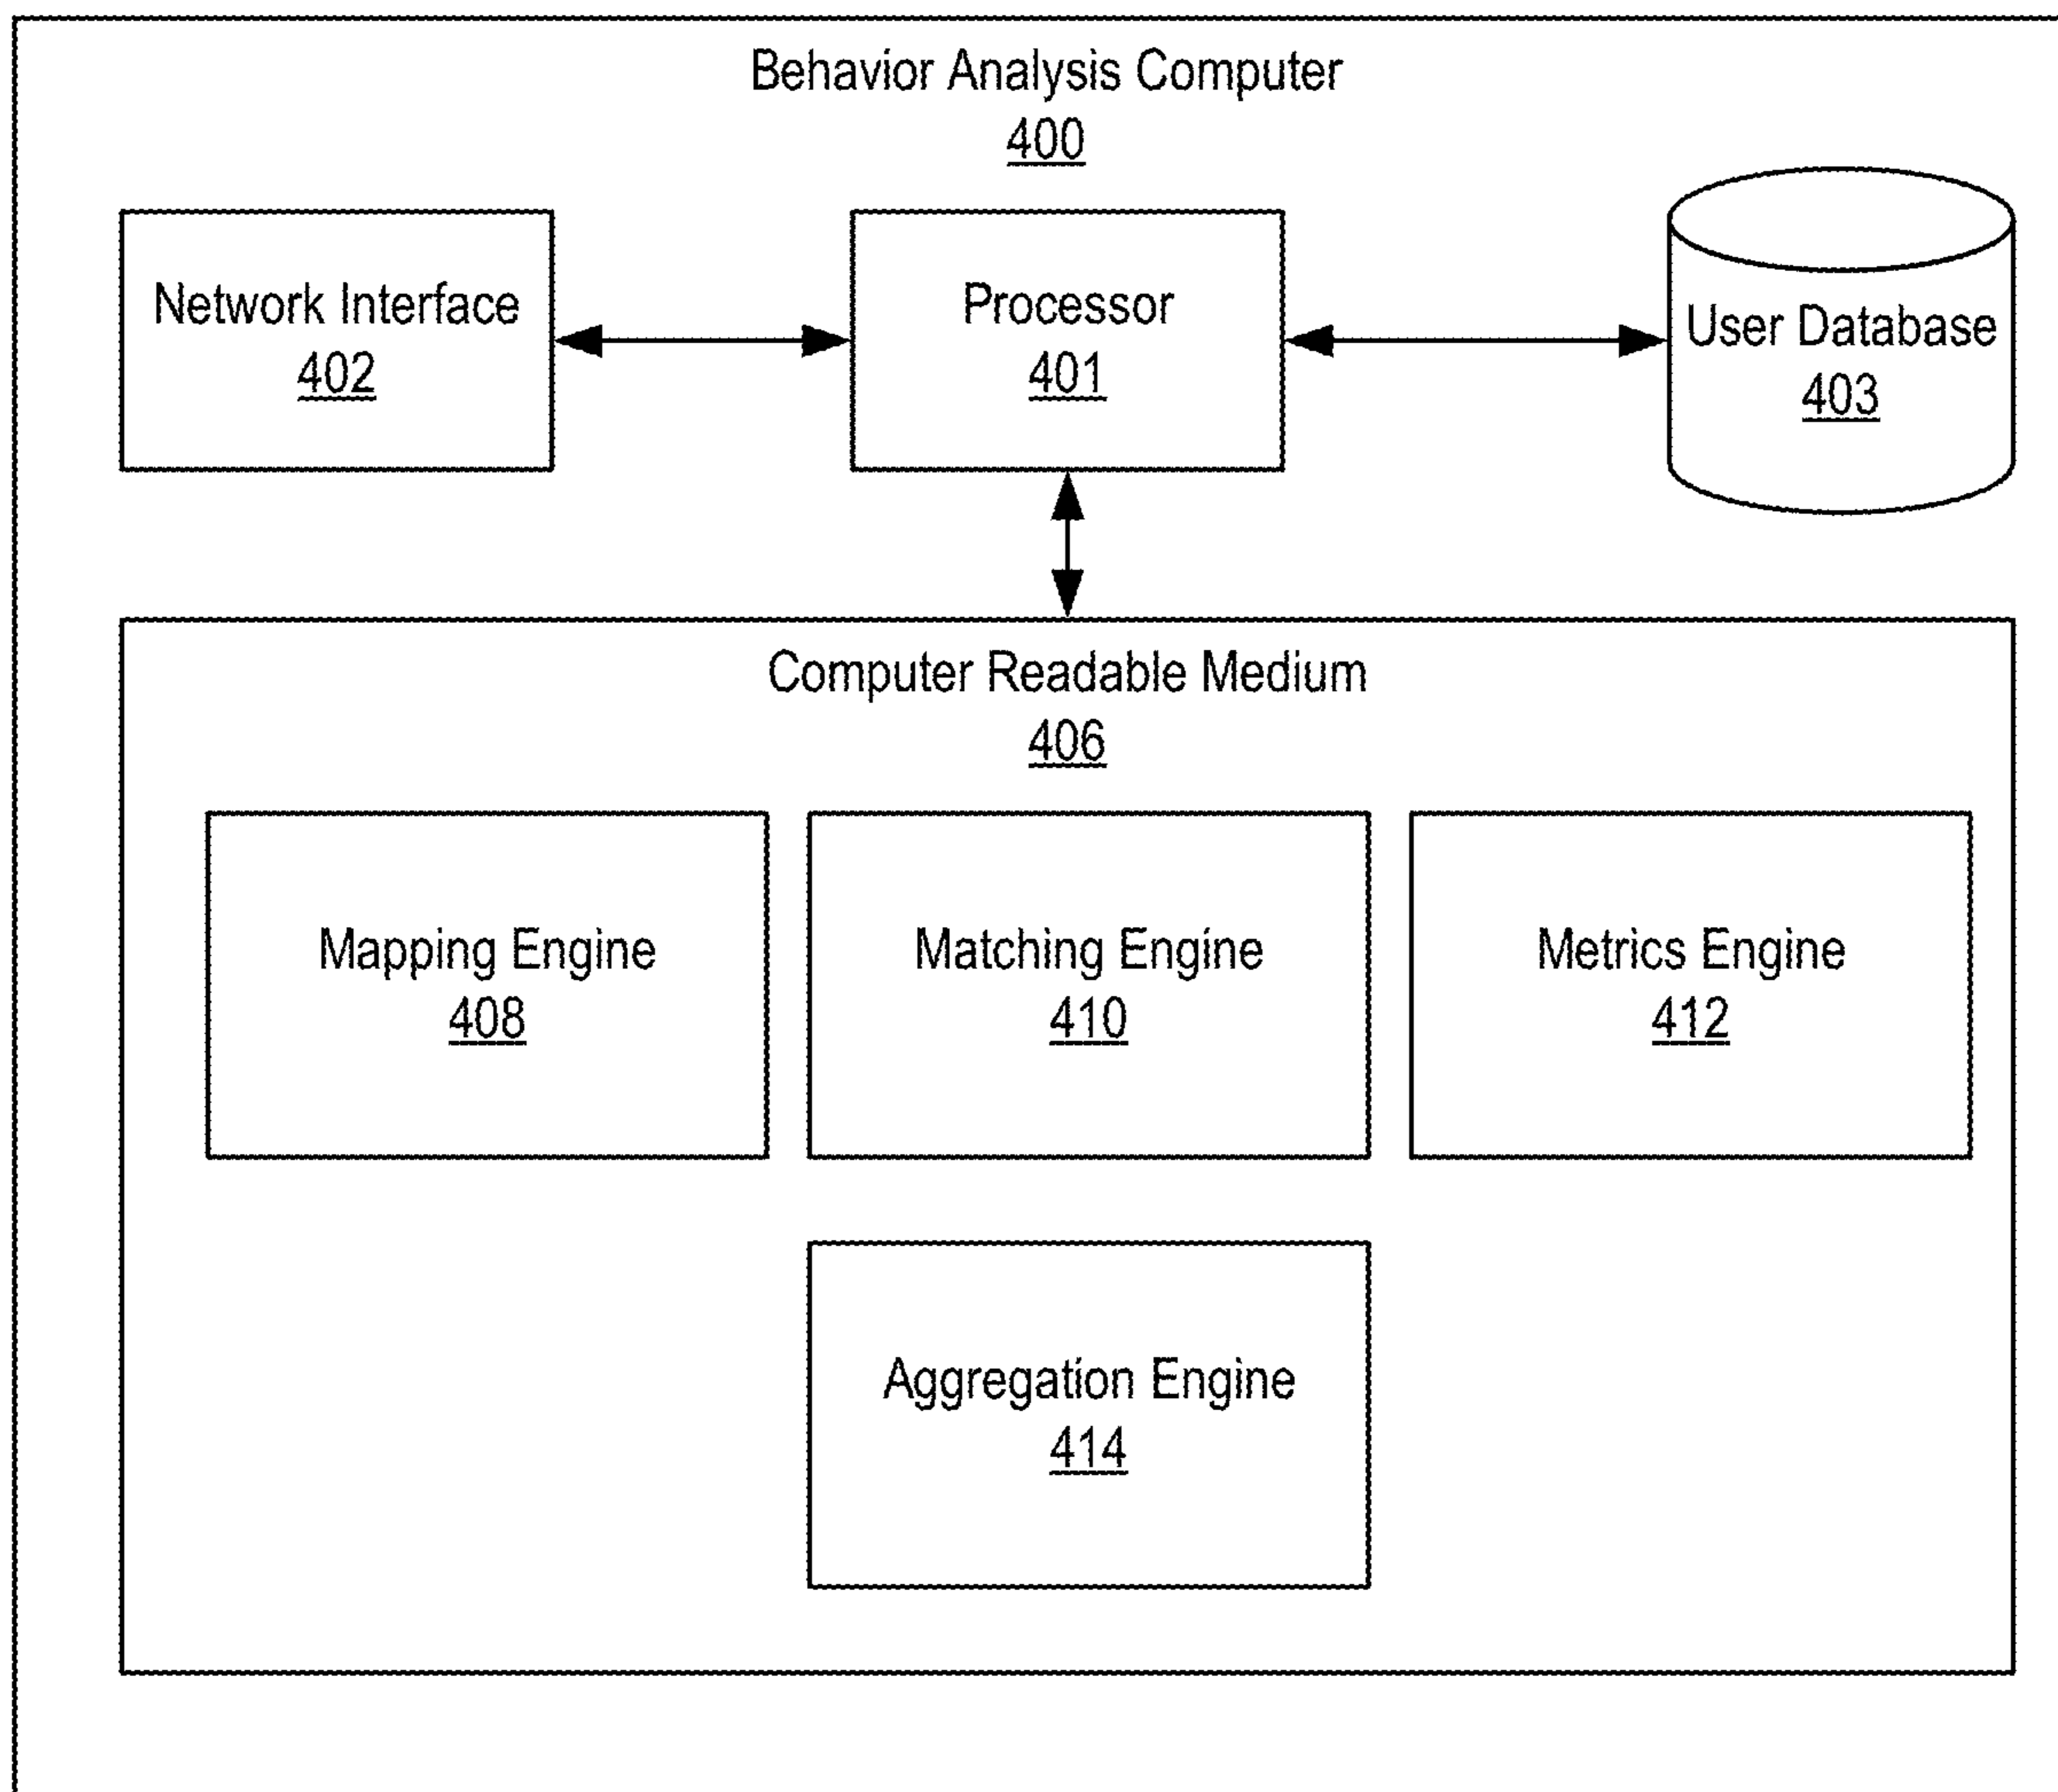 Behavior Analysis Computer
400
Network Interface
402
Processor
401
User Database
403
Computer Readable Medium
406
Mapping Engine
408
Matching Engine
410
Metrics Engine
412
Aggregation Engine
414